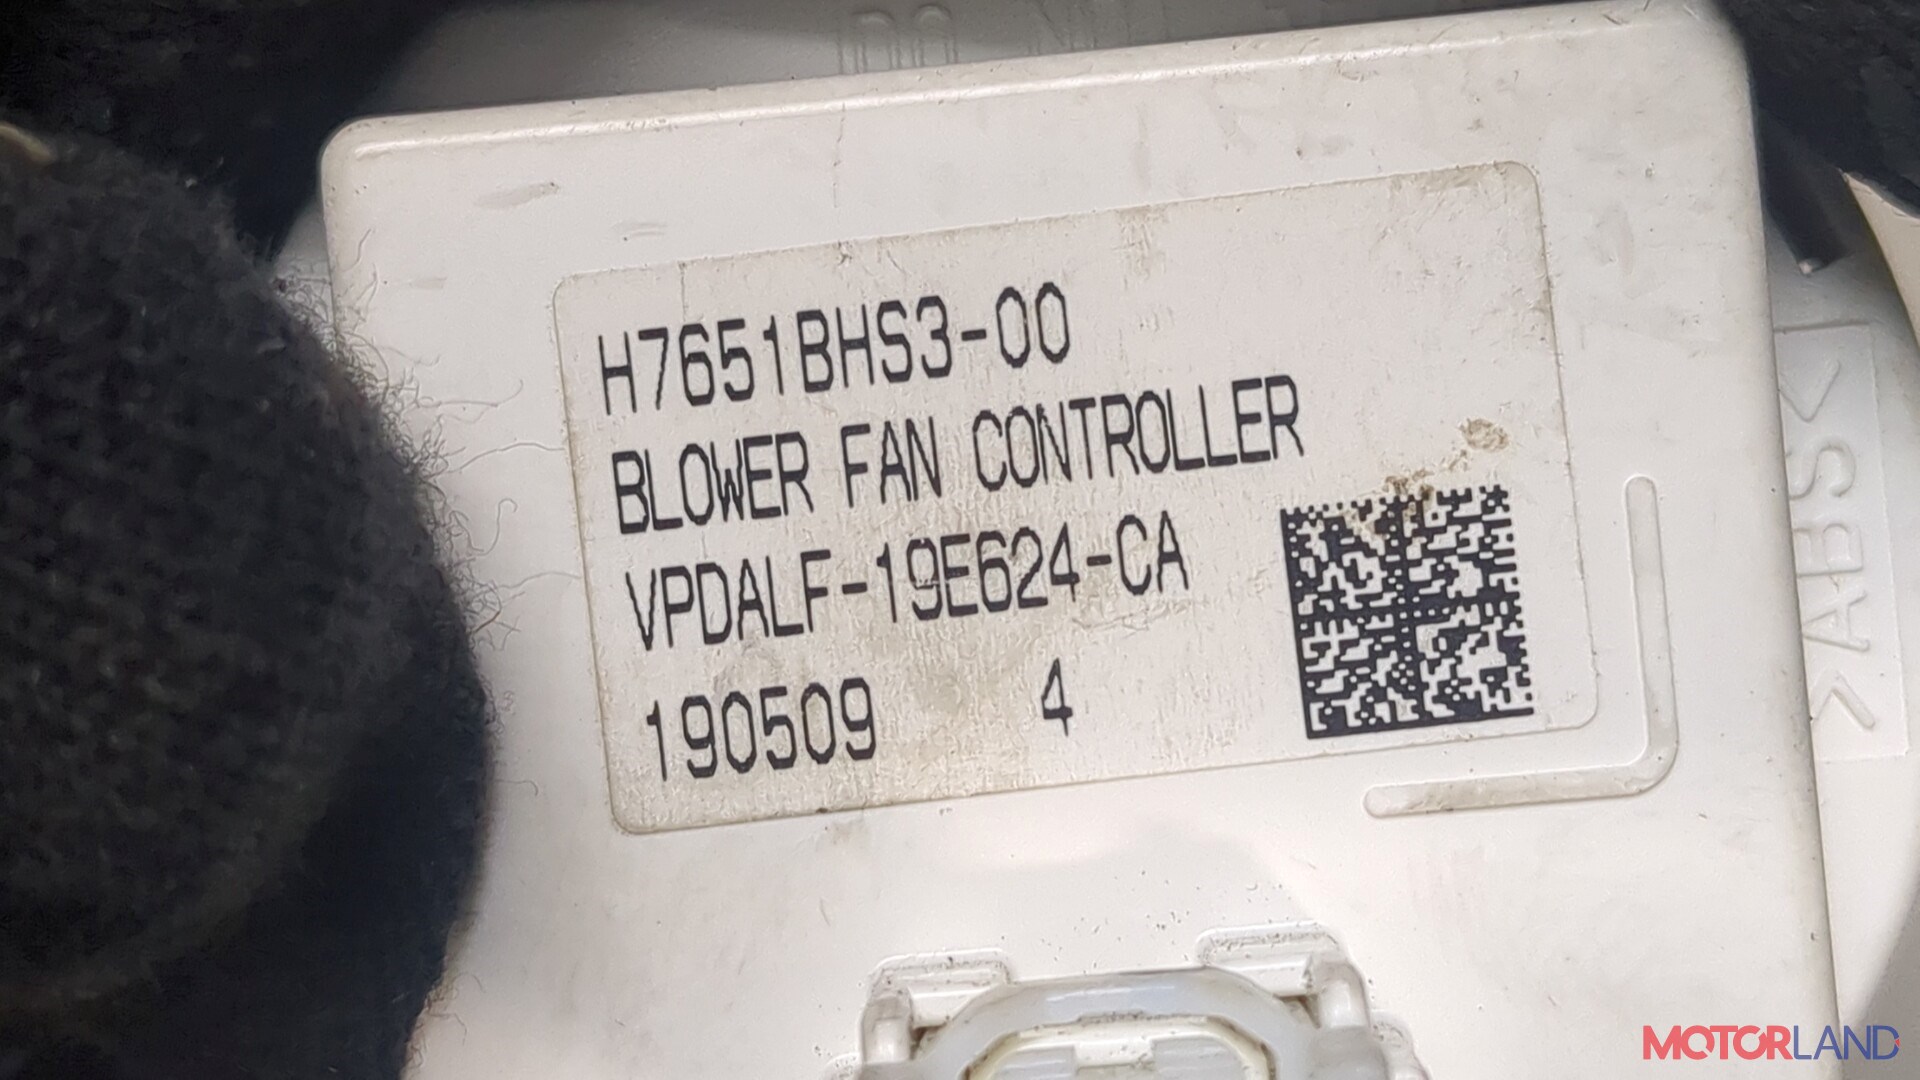 H7651BHS3-00
BLOWER FAN CONTROLLER
VPDALF-19E624-CA
190509 4
>ABS<
MOTORLAND